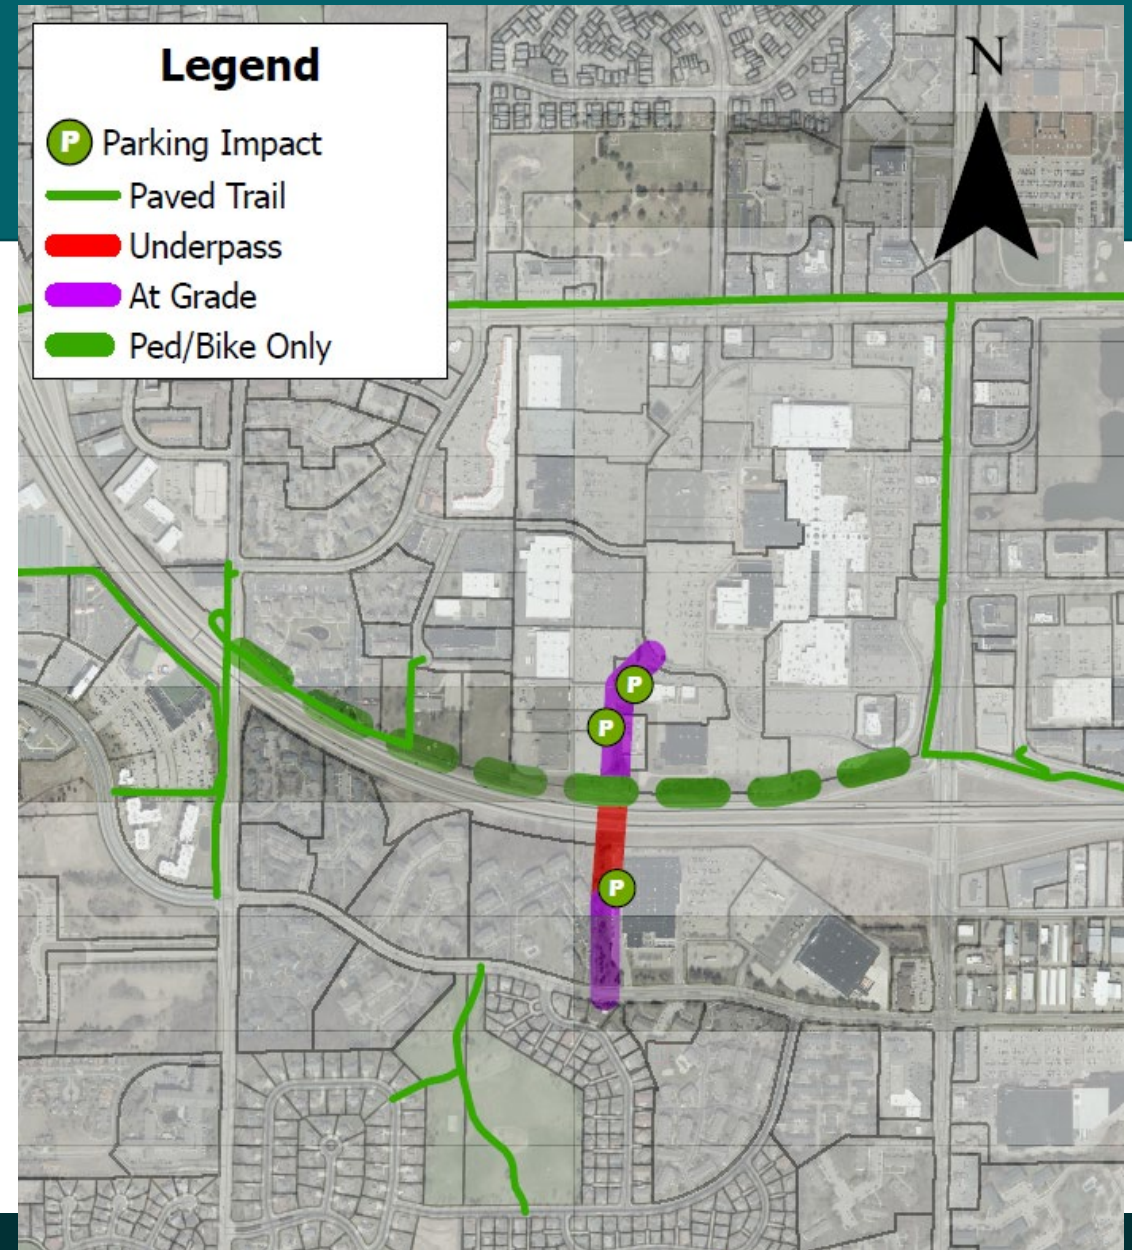 Legend
P Parking Impact
Paved Trail
Underpass
At Grade
Ped/Bike Only
N
P
P
P